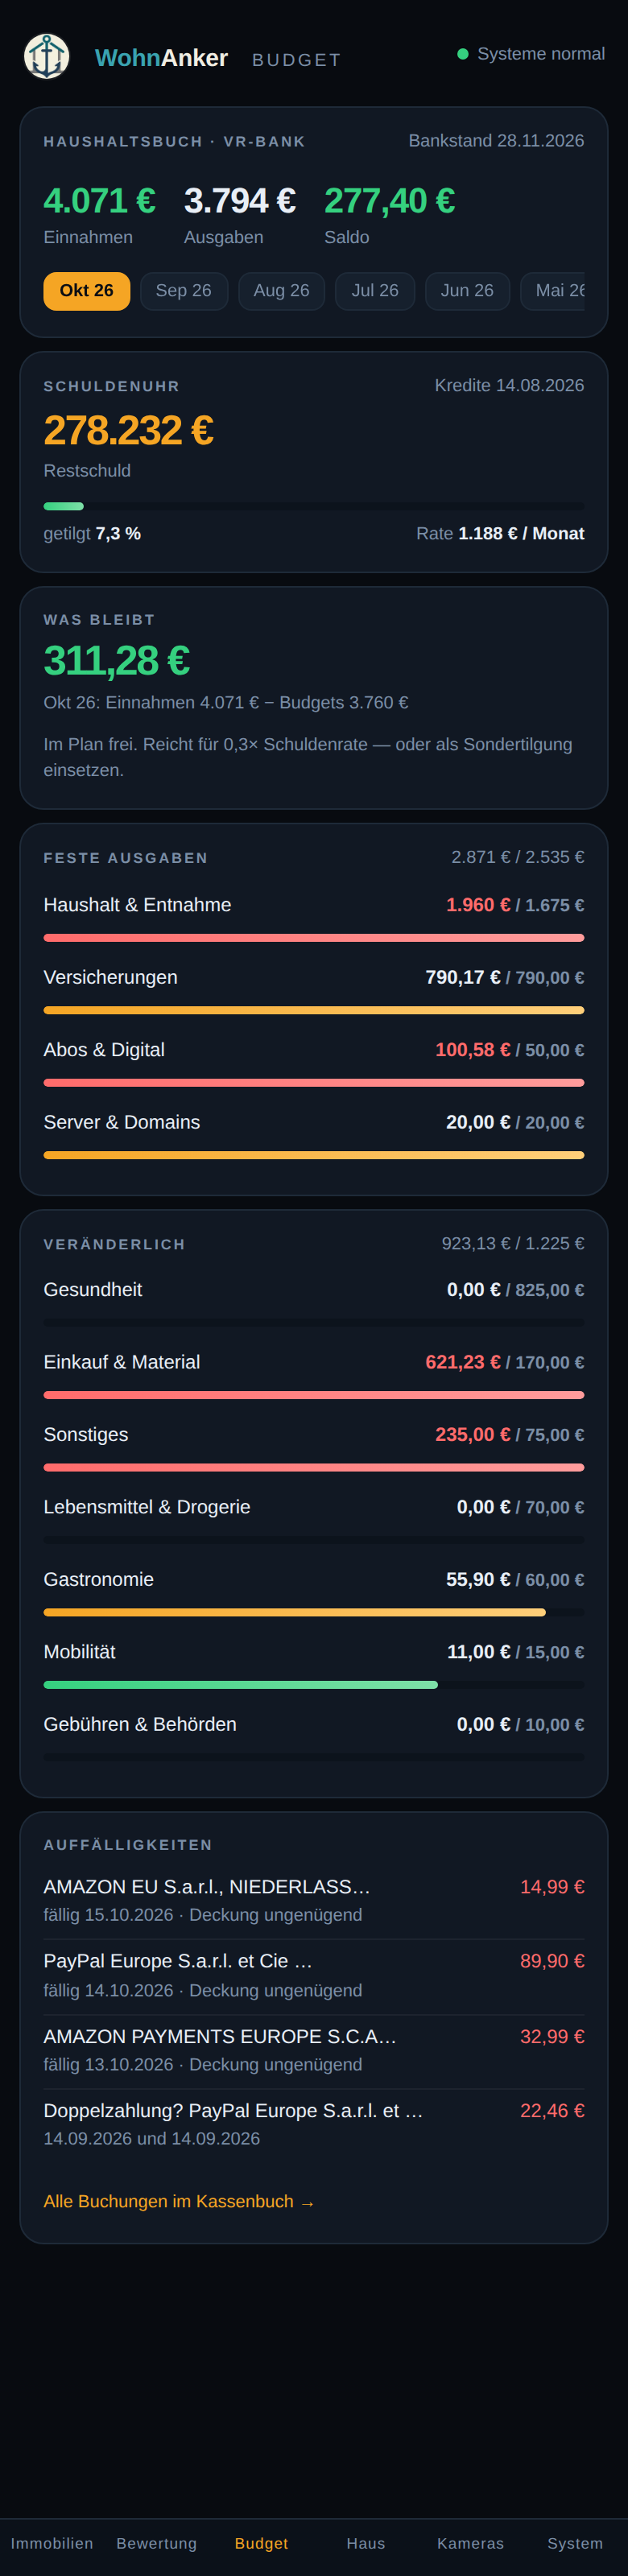 WohnAnker BUDGET Systeme normal
HAUSHALTSBUCH · VR-BANK Bankstand 28.11.2026
4.071 € 3.794 € 277,40 €
Einnahmen Ausgaben Saldo
Okt 26 Sep 26 Aug 26 Jul 26 Jun 26 Mai 26
SCHULDENUHR Kredite 14.08.2026
278.232 €
Restschuld
getilgt 7,3 % Rate 1.188 € / Monat
WAS BLEIBT
311,28 €
Okt 26: Einnahmen 4.071 € − Budgets 3.760 €
Im Plan frei. Reicht für 0,3× Schuldenrate — oder als Sondertilgung
einsetzen.
FESTE AUSGABEN 2.871 € / 2.535 €
Haushalt & Entnahme 1.960 € / 1.675 €
Versicherungen 790,17 € / 790,00 €
Abos & Digital 100,58 € / 50,00 €
Server & Domains 20,00 € / 20,00 €
VERÄNDERLICH 923,13 € / 1.225 €
Gesundheit 0,00 € / 825,00 €
Einkauf & Material 621,23 € / 170,00 €
Sonstiges 235,00 € / 75,00 €
Lebensmittel & Drogerie 0,00 € / 70,00 €
Gastronomie 55,90 € / 60,00 €
Mobilität 11,00 € / 15,00 €
Gebühren & Behörden 0,00 € / 10,00 €
AUFFÄLLIGKEITEN
AMAZON EU S.a.r.l., NIEDERLASS… 14,99 €
fällig 15.10.2026 · Deckung ungenügend
PayPal Europe S.a.r.l. et Cie … 89,90 €
fällig 14.10.2026 · Deckung ungenügend
AMAZON PAYMENTS EUROPE S.C.A… 32,99 €
fällig 13.10.2026 · Deckung ungenügend
Doppelzahlung? PayPal Europe S.a.r.l. et … 22,46 €
14.09.2026 und 14.09.2026
Alle Buchungen im Kassenbuch →
Immobilien Bewertung Budget Haus Kameras System